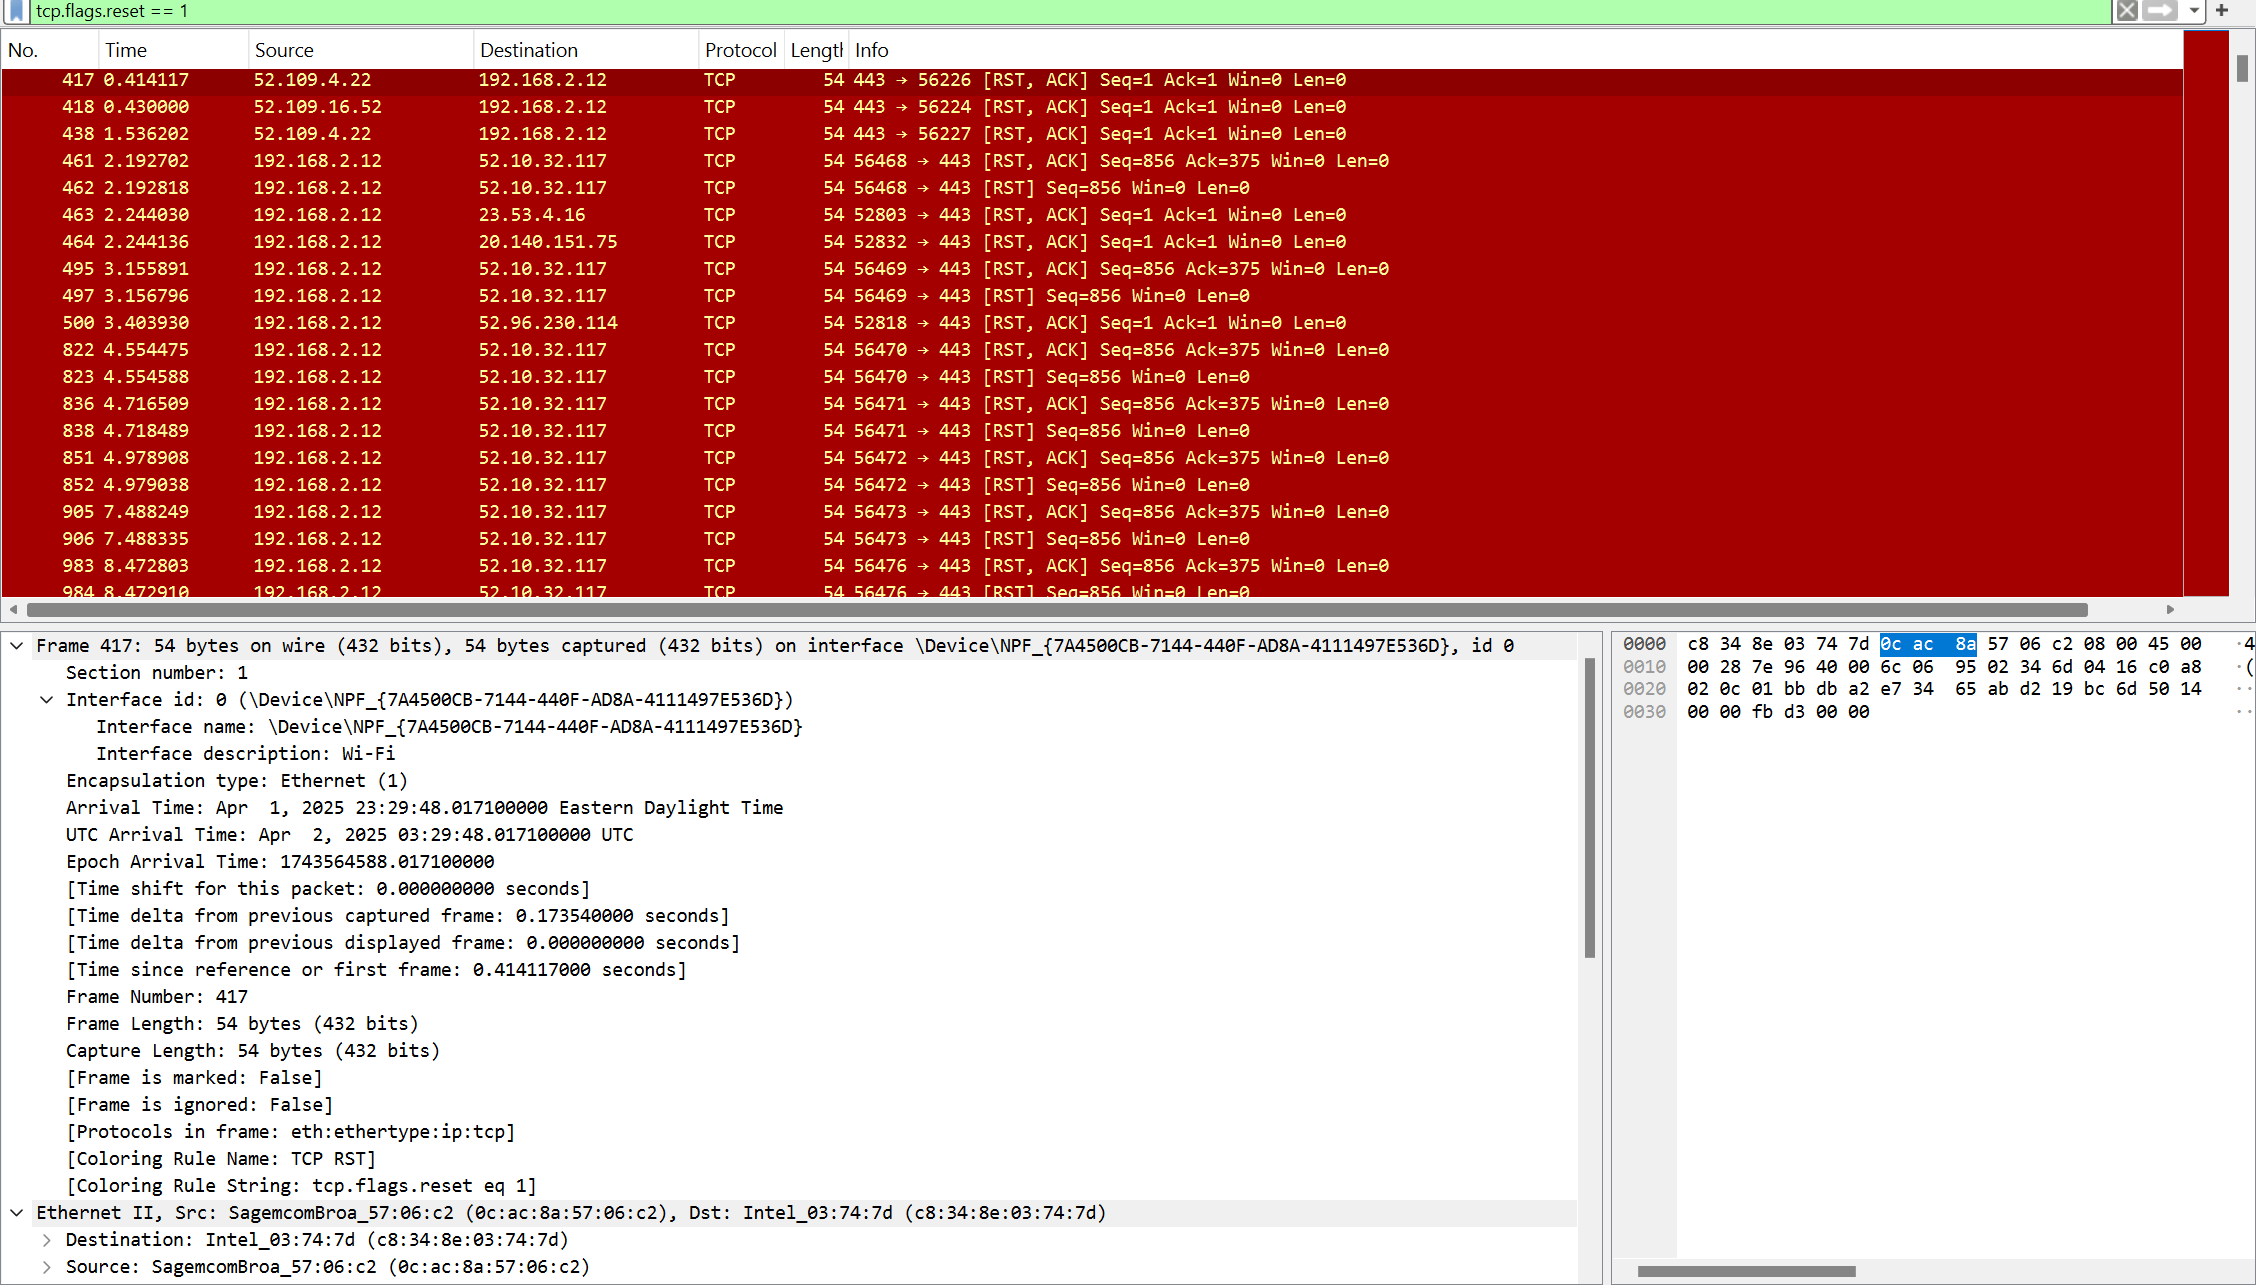 tcp.flags.reset == 1
No. Time Source Destination Protocol Lengtl Info
417 0.414117 52.109.4.22 192.168.2.12 TCP 54 443 → 56226 [RST, ACK] Seq=1 Ack=1 Win=0 Len=0
418 0.430000 52.109.16.52 192.168.2.12 TCP 54 443 → 56224 [RST, ACK] Seq=1 Ack=1 Win=0 Len=0
438 1.536202 52.109.4.22 192.168.2.12 TCP 54 443 → 56227 [RST, ACK] Seq=1 Ack=1 Win=0 Len=0
461 2.192702 192.168.2.12 52.10.32.117 TCP 54 56468 → 443 [RST, ACK] Seq=856 Ack=375 Win=0 Len=0
462 2.192818 192.168.2.12 52.10.32.117 TCP 54 56468 → 443 [RST] Seq=856 Win=0 Len=0
463 2.244030 192.168.2.12 23.53.4.16 TCP 54 52803 → 443 [RST, ACK] Seq=1 Ack=1 Win=0 Len=0
464 2.244136 192.168.2.12 20.140.151.75 TCP 54 52832 → 443 [RST, ACK] Seq=1 Ack=1 Win=0 Len=0
495 3.155891 192.168.2.12 52.10.32.117 TCP 54 56469 → 443 [RST, ACK] Seq=856 Ack=375 Win=0 Len=0
497 3.156796 192.168.2.12 52.10.32.117 TCP 54 56469 → 443 [RST] Seq=856 Win=0 Len=0
500 3.403930 192.168.2.12 52.96.230.114 TCP 54 52818 → 443 [RST, ACK] Seq=1 Ack=1 Win=0 Len=0
822 4.554475 192.168.2.12 52.10.32.117 TCP 54 56470 → 443 [RST, ACK] Seq=856 Ack=375 Win=0 Len=0
823 4.554588 192.168.2.12 52.10.32.117 TCP 54 56470 → 443 [RST] Seq=856 Win=0 Len=0
836 4.716509 192.168.2.12 52.10.32.117 TCP 54 56471 → 443 [RST, ACK] Seq=856 Ack=375 Win=0 Len=0
838 4.718489 192.168.2.12 52.10.32.117 TCP 54 56471 → 443 [RST] Seq=856 Win=0 Len=0
851 4.978908 192.168.2.12 52.10.32.117 TCP 54 56472 → 443 [RST, ACK] Seq=856 Ack=375 Win=0 Len=0
852 4.979038 192.168.2.12 52.10.32.117 TCP 54 56472 → 443 [RST] Seq=856 Win=0 Len=0
905 7.488249 192.168.2.12 52.10.32.117 TCP 54 56473 → 443 [RST, ACK] Seq=856 Ack=375 Win=0 Len=0
906 7.488335 192.168.2.12 52.10.32.117 TCP 54 56473 → 443 [RST] Seq=856 Win=0 Len=0
983 8.472803 192.168.2.12 52.10.32.117 TCP 54 56476 → 443 [RST, ACK] Seq=856 Ack=375 Win=0 Len=0
984 8.472910 192.168.2.12 52.10.32.117 TCP 54 56476 → 443 [RST] Seq=856 Win=0 Len=0
Frame 417: 54 bytes on wire (432 bits), 54 bytes captured (432 bits) on interface \Device\NPF_{7A4500CB-7144-440F-AD8A-4111497E536D}, id 0
Section number: 1
Interface id: 0 (\Device\NPF_{7A4500CB-7144-440F-AD8A-4111497E536D})
Interface name: \Device\NPF_{7A4500CB-7144-440F-AD8A-4111497E536D}
Interface description: Wi-Fi
Encapsulation type: Ethernet (1)
Arrival Time: Apr  1, 2025 23:29:48.017100000 Eastern Daylight Time
UTC Arrival Time: Apr  2, 2025 03:29:48.017100000 UTC
Epoch Arrival Time: 1743564588.017100000
[Time shift for this packet: 0.000000000 seconds]
[Time delta from previous captured frame: 0.173540000 seconds]
[Time delta from previous displayed frame: 0.000000000 seconds]
[Time since reference or first frame: 0.414117000 seconds]
Frame Number: 417
Frame Length: 54 bytes (432 bits)
Capture Length: 54 bytes (432 bits)
[Frame is marked: False]
[Frame is ignored: False]
[Protocols in frame: eth:ethertype:ip:tcp]
[Coloring Rule Name: TCP RST]
[Coloring Rule String: tcp.flags.reset eq 1]
Ethernet II, Src: SagemcomBroa_57:06:c2 (0c:ac:8a:57:06:c2), Dst: Intel_03:74:7d (c8:34:8e:03:74:7d)
Destination: Intel_03:74:7d (c8:34:8e:03:74:7d)
Source: SagemcomBroa_57:06:c2 (0c:ac:8a:57:06:c2)
0000 c8 34 8e 03 74 7d 0c ac 8a 57 06 c2 08 00 45 00 ·4
0010 00 28 7e 96 40 00 6c 06 95 02 34 6d 04 16 c0 a8 ·(
0020 02 0c 01 bb db a2 e7 34 65 ab d2 19 bc 6d 50 14 ··
0030 00 00 fb d3 00 00 ··